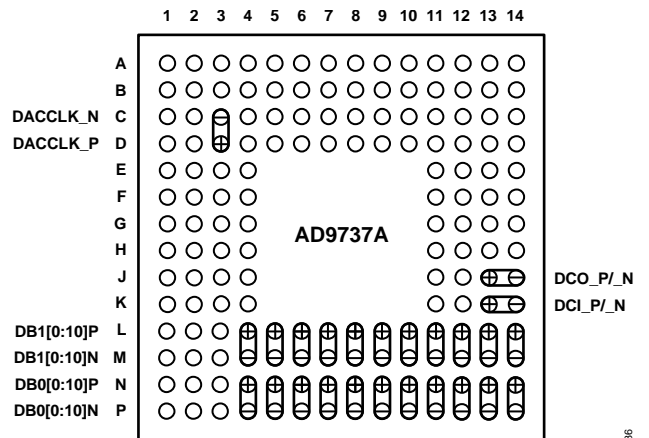 1 2 3 4 5 6 7 8 9 10 11 12 13 14
A
B
DACCLK_N C
DACCLK_P D
E
F
G
AD9737A
H
J DCO_P/_N
K DCI_P/_N
DB1[0:10]P L
DB1[0:10]N M
DB0[0:10]P N
DB0[0:10]N P